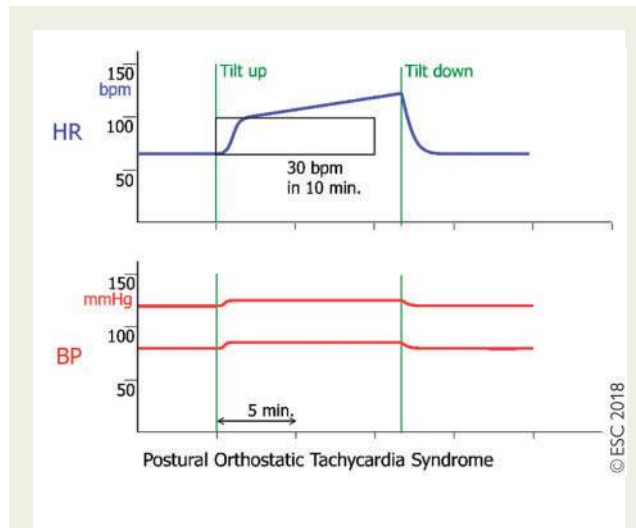 150
bpm
Tilt up
Tilt down
HR
100
50
30 bpm
in 10 min.
150
mmHg
100
BP
50
5 min.
Postural Orthostatic Tachycardia Syndrome
© ESC 2018